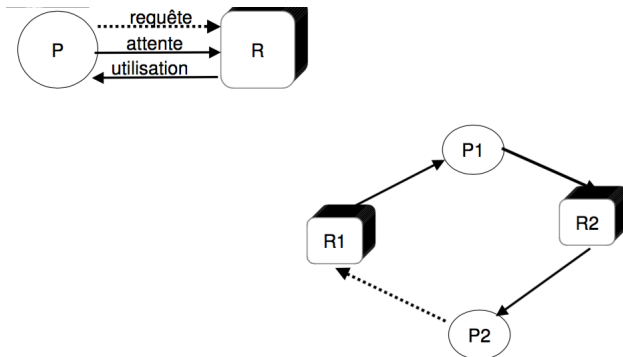 requête
P
attente
R
utilisation
P1
R2
R1
P2